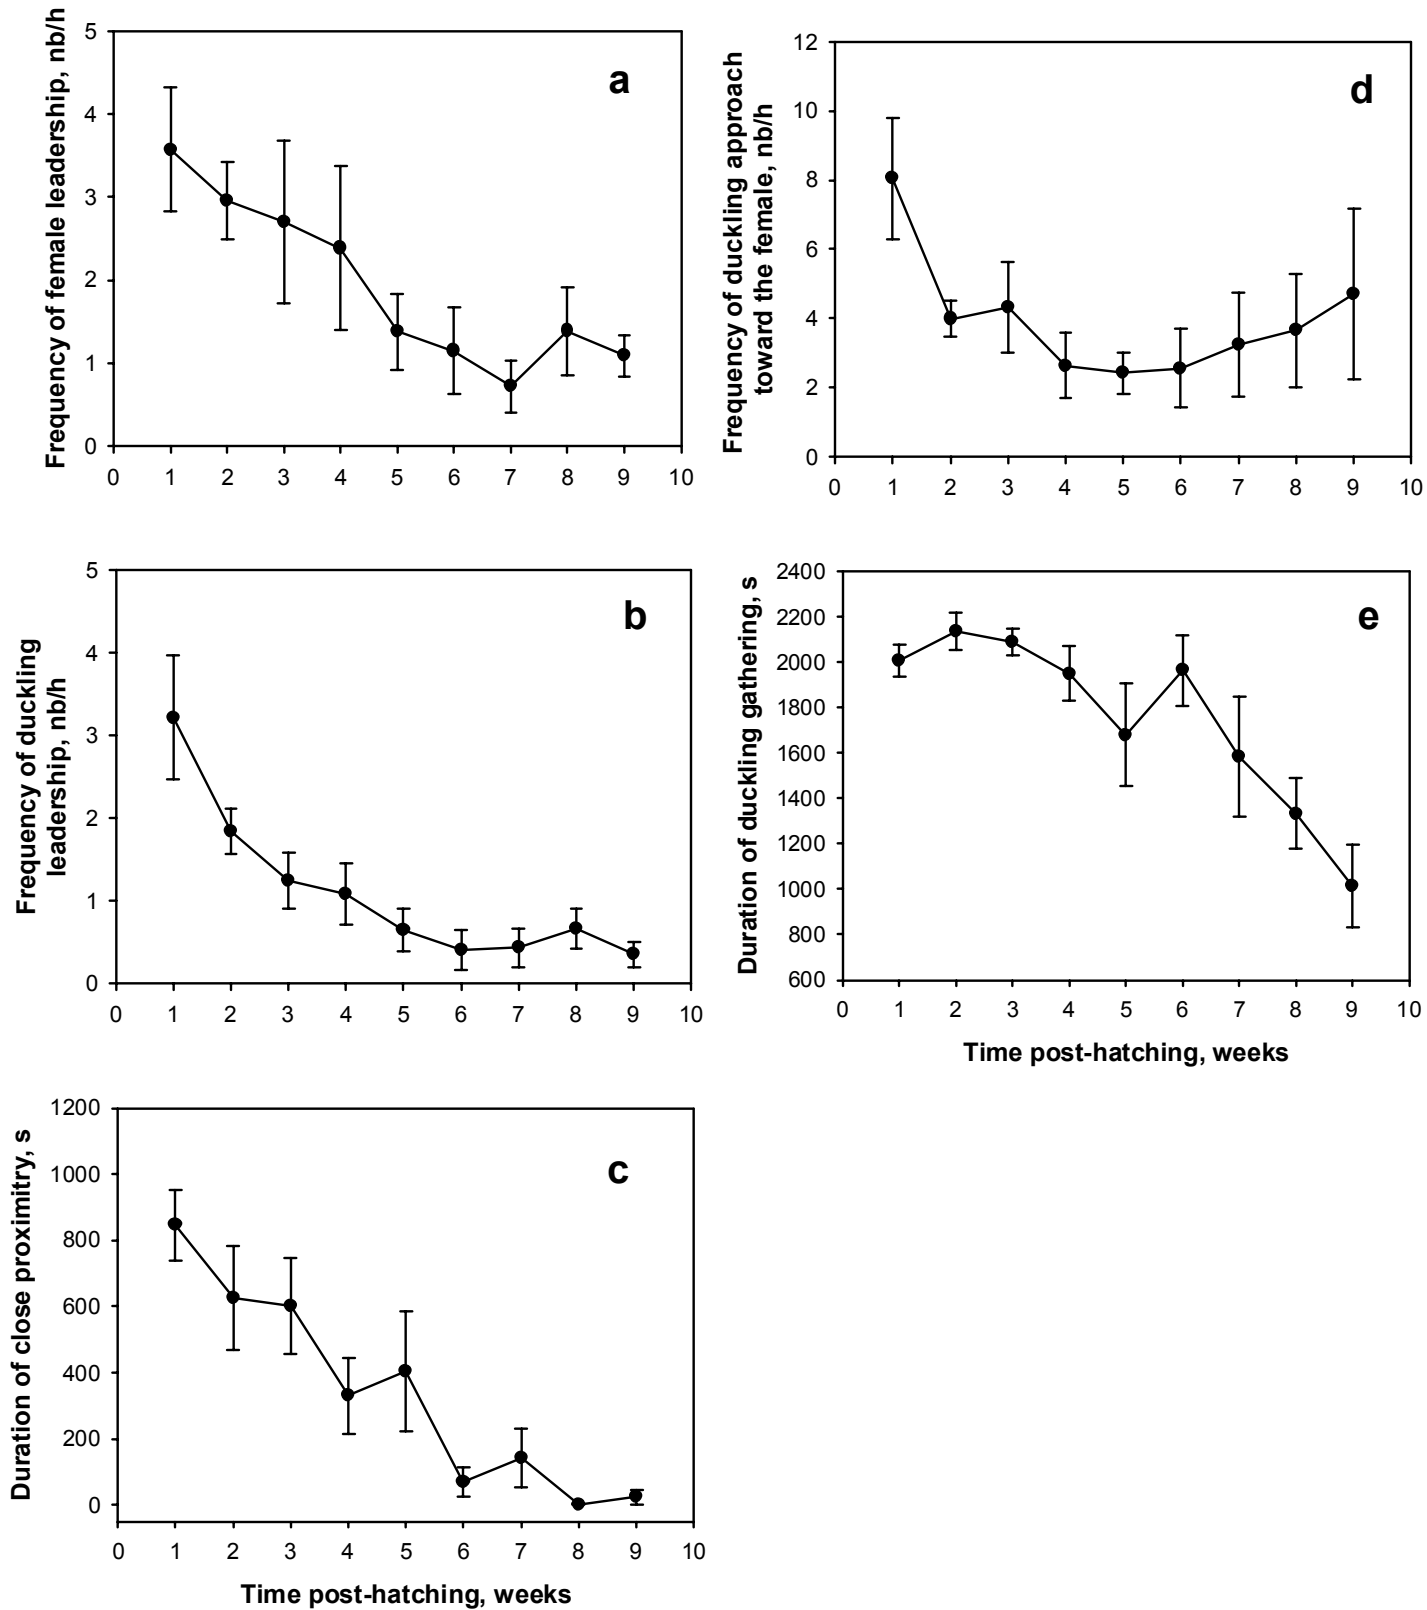 Frequency of female leadership, nb/h
a
5
4
3
2
1
0
0 1 2 3 4 5 6 7 8 9 10
Frequency of duckling
leadership, nb/h
b
5
4
3
2
1
0
0 1 2 3 4 5 6 7 8 9 10
Duration of close proximitry, s
c
1200
1000
800
600
400
200
0
0 1 2 3 4 5 6 7 8 9 10
Time post-hatching, weeks
Frequency of duckling approach
toward the female, nb/h
d
12
10
8
6
4
2
0
0 1 2 3 4 5 6 7 8 9 10
Duration of duckling gathering, s
e
2400
2200
2000
1800
1600
1400
1200
1000
800
600
0 1 2 3 4 5 6 7 8 9 10
Time post-hatching, weeks